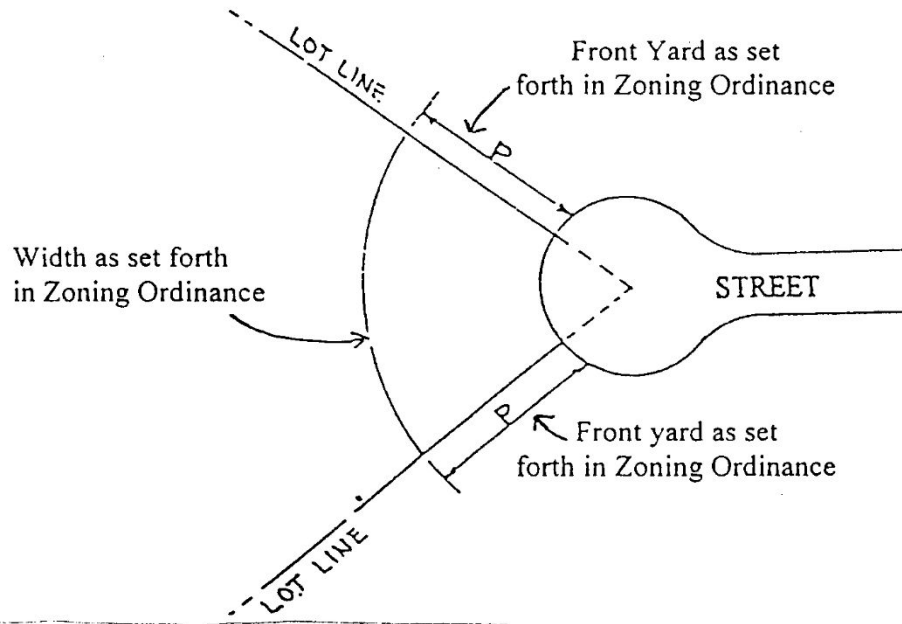 LOT LINE
Front Yard as set
forth in Zoning Ordinance
P
Width as set forth
in Zoning Ordinance
STREET
P
Front yard as set
forth in Zoning Ordinance
LOT LINE